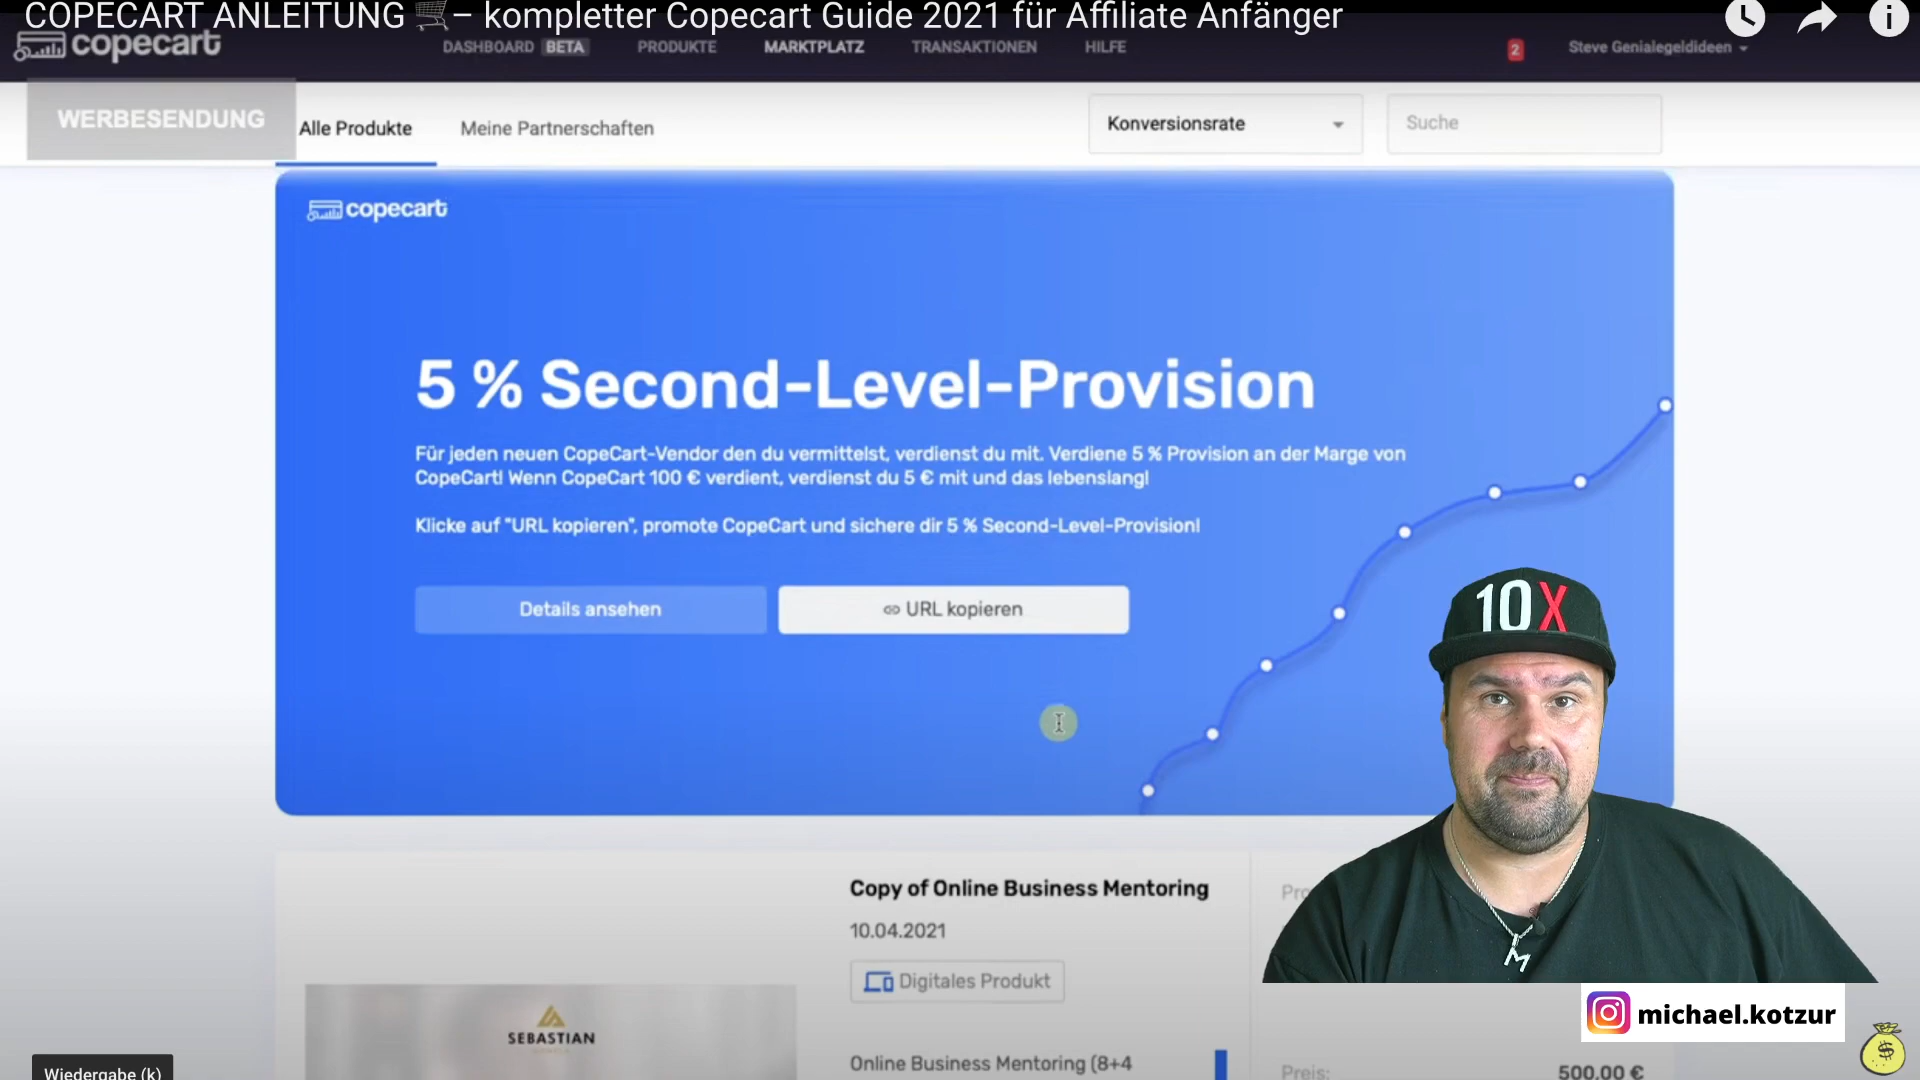 COPECART ANLEITUNG 🛒– kompletter Copecart Guide 2021 für Affiliate Anfänger
copecart
DASHBOARD BETA PRODUKTE MARKTPLATZ TRANSAKTIONEN HILFE 2 Steve Genialegeldideen
WERBESENDUNG
Alle Produkte Meine Partnerschaften Konversionsrate Suche
copecart
5 % Second-Level-Provision
Für jeden neuen CopeCart-Vendor den du vermittelst, verdienst du mit. Verdiene 5 % Provision an der Marge von
CopeCart! Wenn CopeCart 100 € verdient, verdienst du 5 € mit und das lebenslang!
Klicke auf "URL kopieren", promote CopeCart und sichere dir 5 % Second-Level-Provision!
Details ansehen URL kopieren
10X
Copy of Online Business Mentoring
10.04.2021
Digitales Produkt
M
SEBASTIAN
michael.kotzur
$
Online Business Mentoring (8+4
Preis: 500,00 €
Wiedergabe (k)